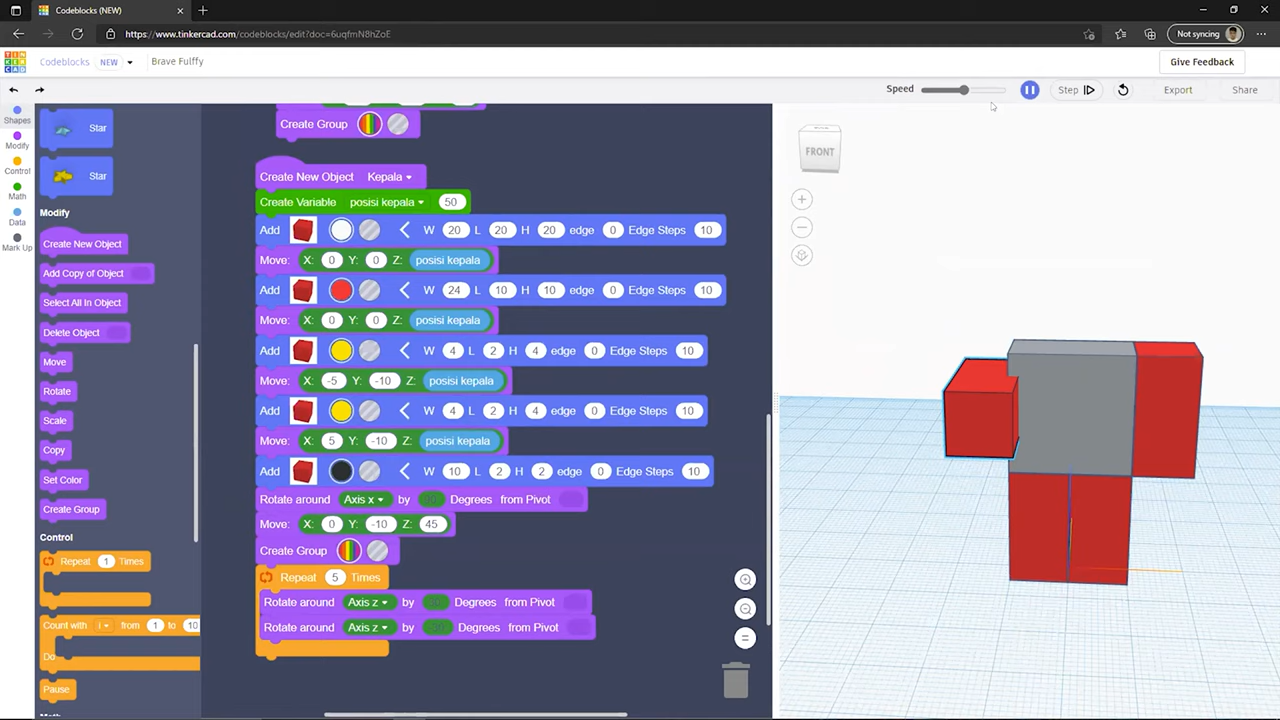 Codeblocks (NEW)
https://www.tinkercad.com/codeblocks/edit?doc=6uqfmN8hZoE
Not syncing
TIN
KER
CAD
Codeblocks NEW
Brave Fulffy
Give Feedback
Speed
Step
Export
Share
Shapes
Modify
Control
Math
Data
Mark Up
Star
Star
Modify
Create New Object
Add Copy of Object
Select All In Object
Delete Object
Move
Rotate
Scale
Copy
Set Color
Create Group
Control
Repeat 1 Times
Count with i from 1 to 10
Do
Pause
Create Group
Create New Object Kepala
Create Variable posisi kepala 50
Add W 20 L 20 H 20 edge 0 Edge Steps 10
Move: X: 0 Y: 0 Z: posisi kepala
Add W 24 L 10 H 10 edge 0 Edge Steps 10
Move: X: 0 Y: 0 Z: posisi kepala
Add W 4 L 2 H 4 edge 0 Edge Steps 10
Move: X: -5 Y: -10 Z: posisi kepala
Add W 4 L 2 H 4 edge 0 Edge Steps 10
Move: X: 5 Y: -10 Z: posisi kepala
Add W 10 L 2 H 2 edge 0 Edge Steps 10
Rotate around Axis x by Degrees from Pivot
Move: X: 0 Y: -10 Z: 45
Create Group
Repeat 5 Times
Rotate around Axis z by Degrees from Pivot
Rotate around Axis z by Degrees from Pivot
FRONT